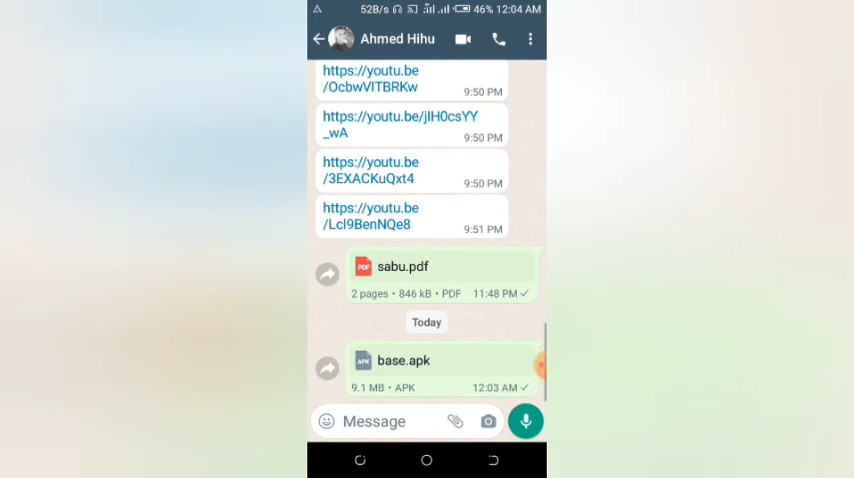 52B/s 46% 12:04 AM
Ahmed Hihu
https://youtu.be
/OcbwVlTBRKw
9:50 PM
https://youtu.be/jlH0csYY
_wA
9:50 PM
https://youtu.be
/3EXACKuQxt4
9:50 PM
https://youtu.be
/Lcl9BenNQe8
9:51 PM
PDF sabu.pdf
2 pages • 846 kB • PDF 11:48 PM
Today
APK base.apk
9.1 MB • APK 12:03 AM
Message